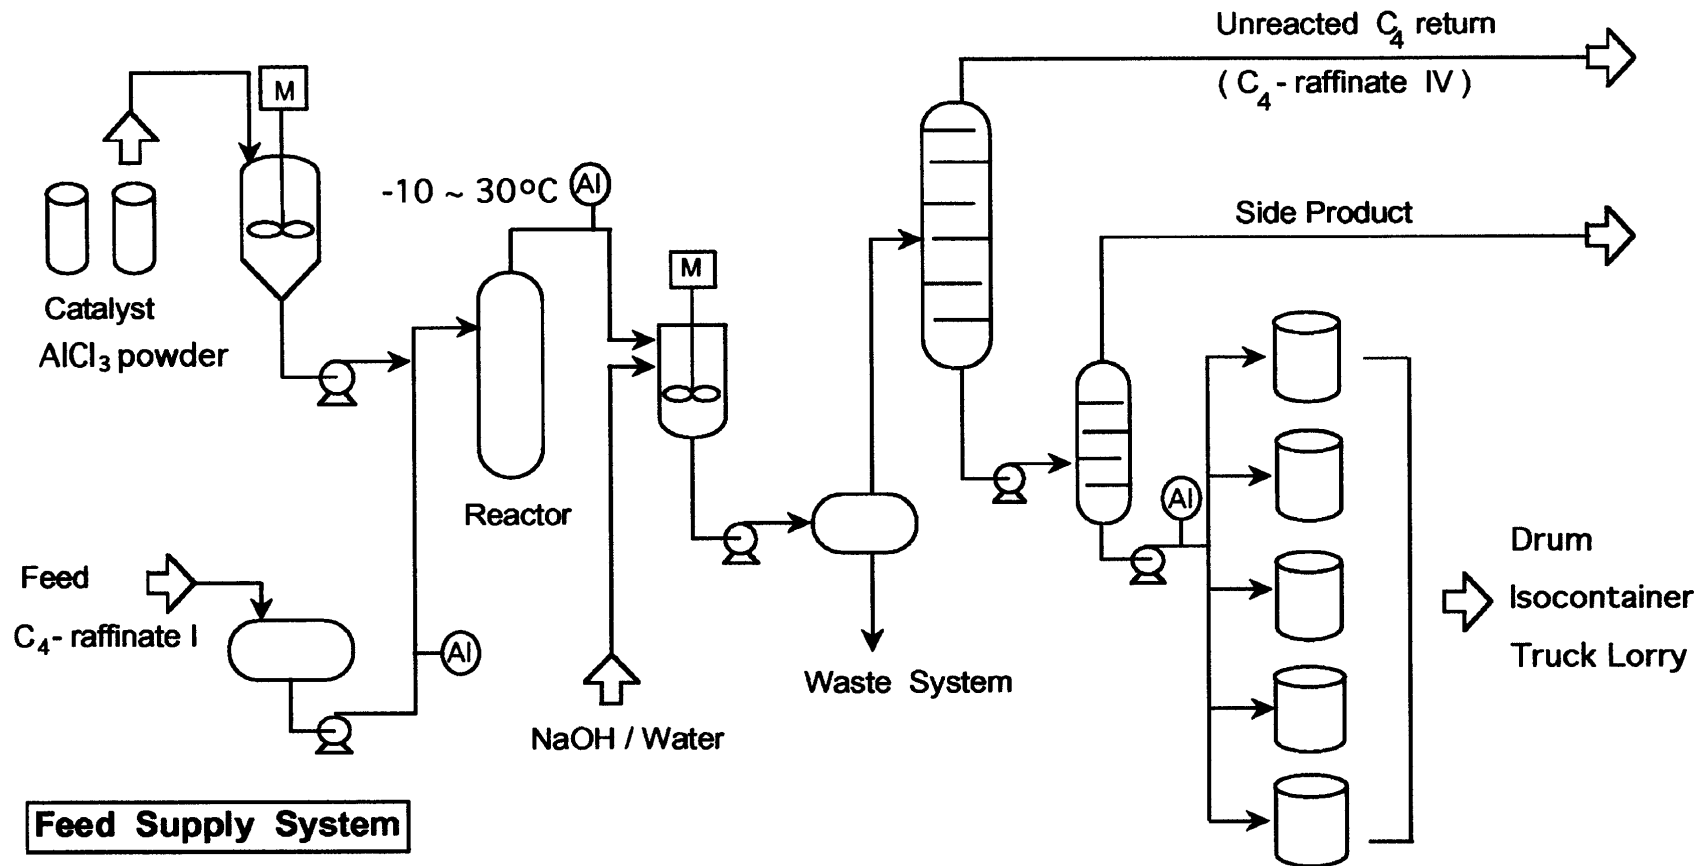 Unreacted C4 return
( C4 - raffinate IV )
M
-10 ~ 30°C
AI
Side Product
M
Catalyst
AlCl3 powder
Reactor
AI
Drum
Feed
Isocontainer
C4 - raffinate I
AI
Truck Lorry
Waste System
NaOH / Water
Feed Supply System